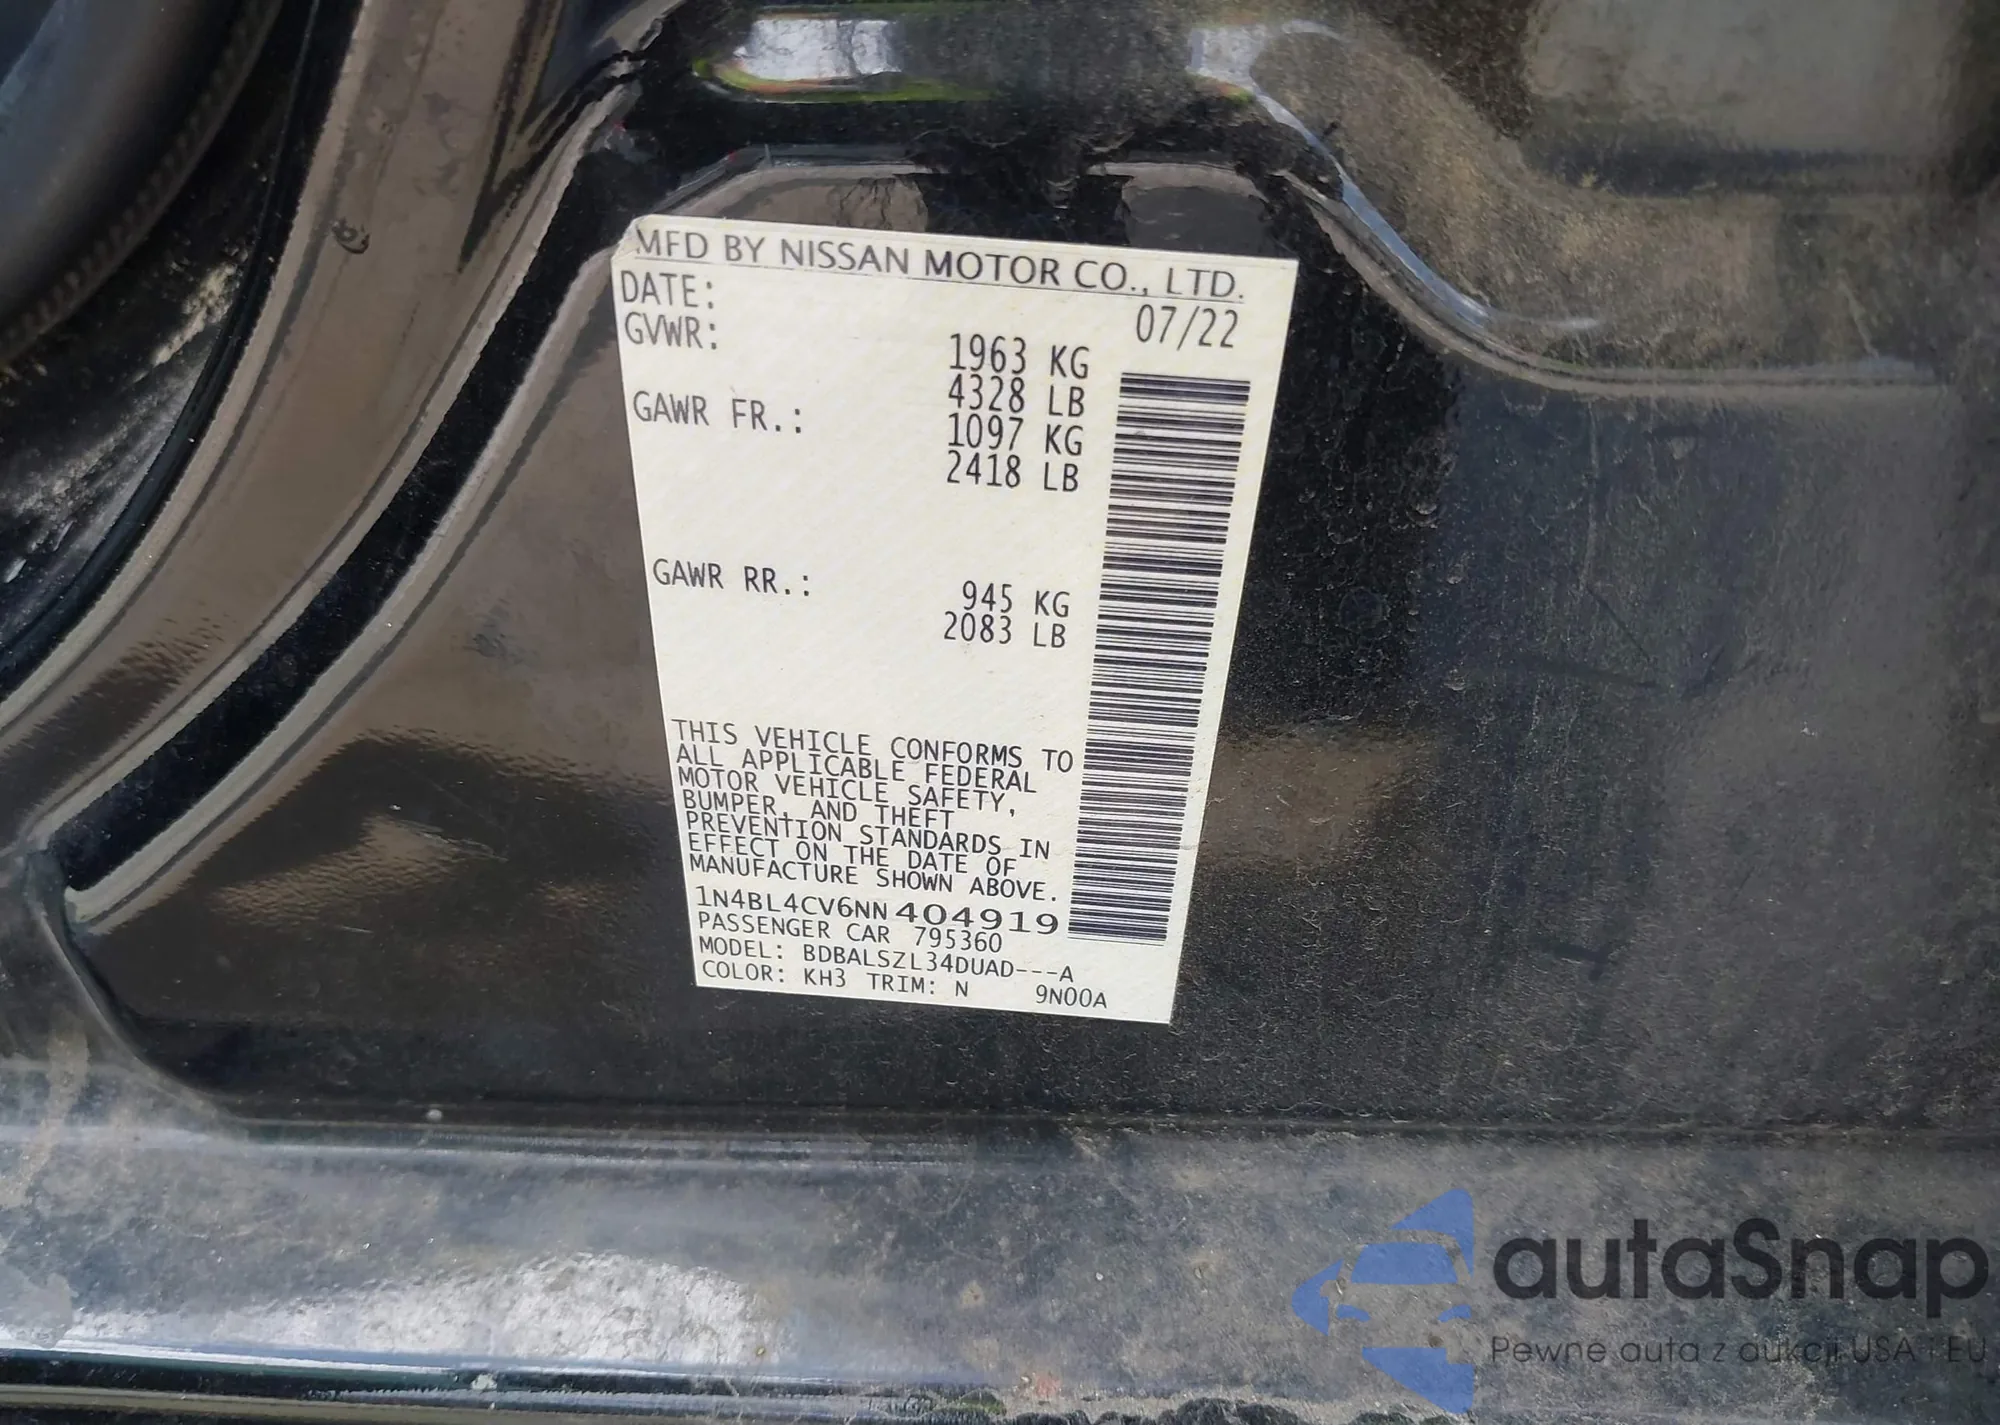 MFD BY NISSAN MOTOR CO., LTD.
DATE: 07/22
GVWR: 1963 KG
4328 LB
GAWR FR.: 1097 KG
2418 LB
GAWR RR.: 945 KG
2083 LB
THIS VEHICLE CONFORMS TO
ALL APPLICABLE FEDERAL
MOTOR VEHICLE SAFETY,
BUMPER, AND THEFT
PREVENTION STANDARDS IN
EFFECT ON THE DATE OF
MANUFACTURE SHOWN ABOVE.
1N4BL4CV6NN404919
PASSENGER CAR 795360
MODEL: BDBALSZL34DUAD---A
COLOR: KH3 TRIM: N 9N00A
autaSnap
Pewne auta z aukcji USA i EU